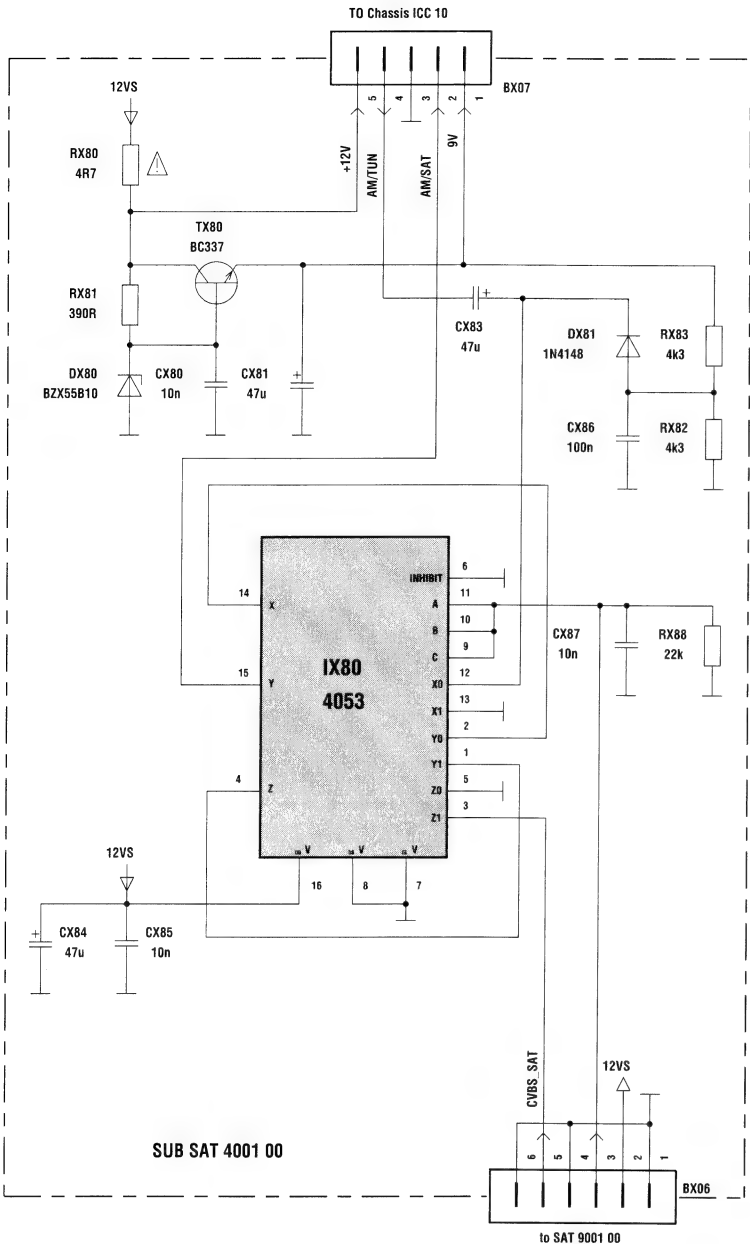 TO Chassis ICC 10
BX07
5
4
3
2
1
+12V
AM/TUN
AM/SAT
9V
12VS
RX80
4R7
!
TX80
BC337
RX81
390R
DX80
BZX55B10
CX80
10n
CX81
47u
+
CX83
47u
+
DX81
1N4148
RX83
4k3
CX86
100n
RX82
4k3
IX80
4053
14
X
15
Y
4
Z
INHIBIT
6
A
11
B
10
C
9
X0
12
X1
13
Y0
2
Y1
1
Z0
5
Z1
3
V
16
V
8
V
7
CX87
10n
RX88
22k
12VS
+
CX84
47u
CX85
10n
CVBS_SAT
12VS
6
5
4
3
2
1
BX06
SUB SAT 4001 00
to SAT 9001 00